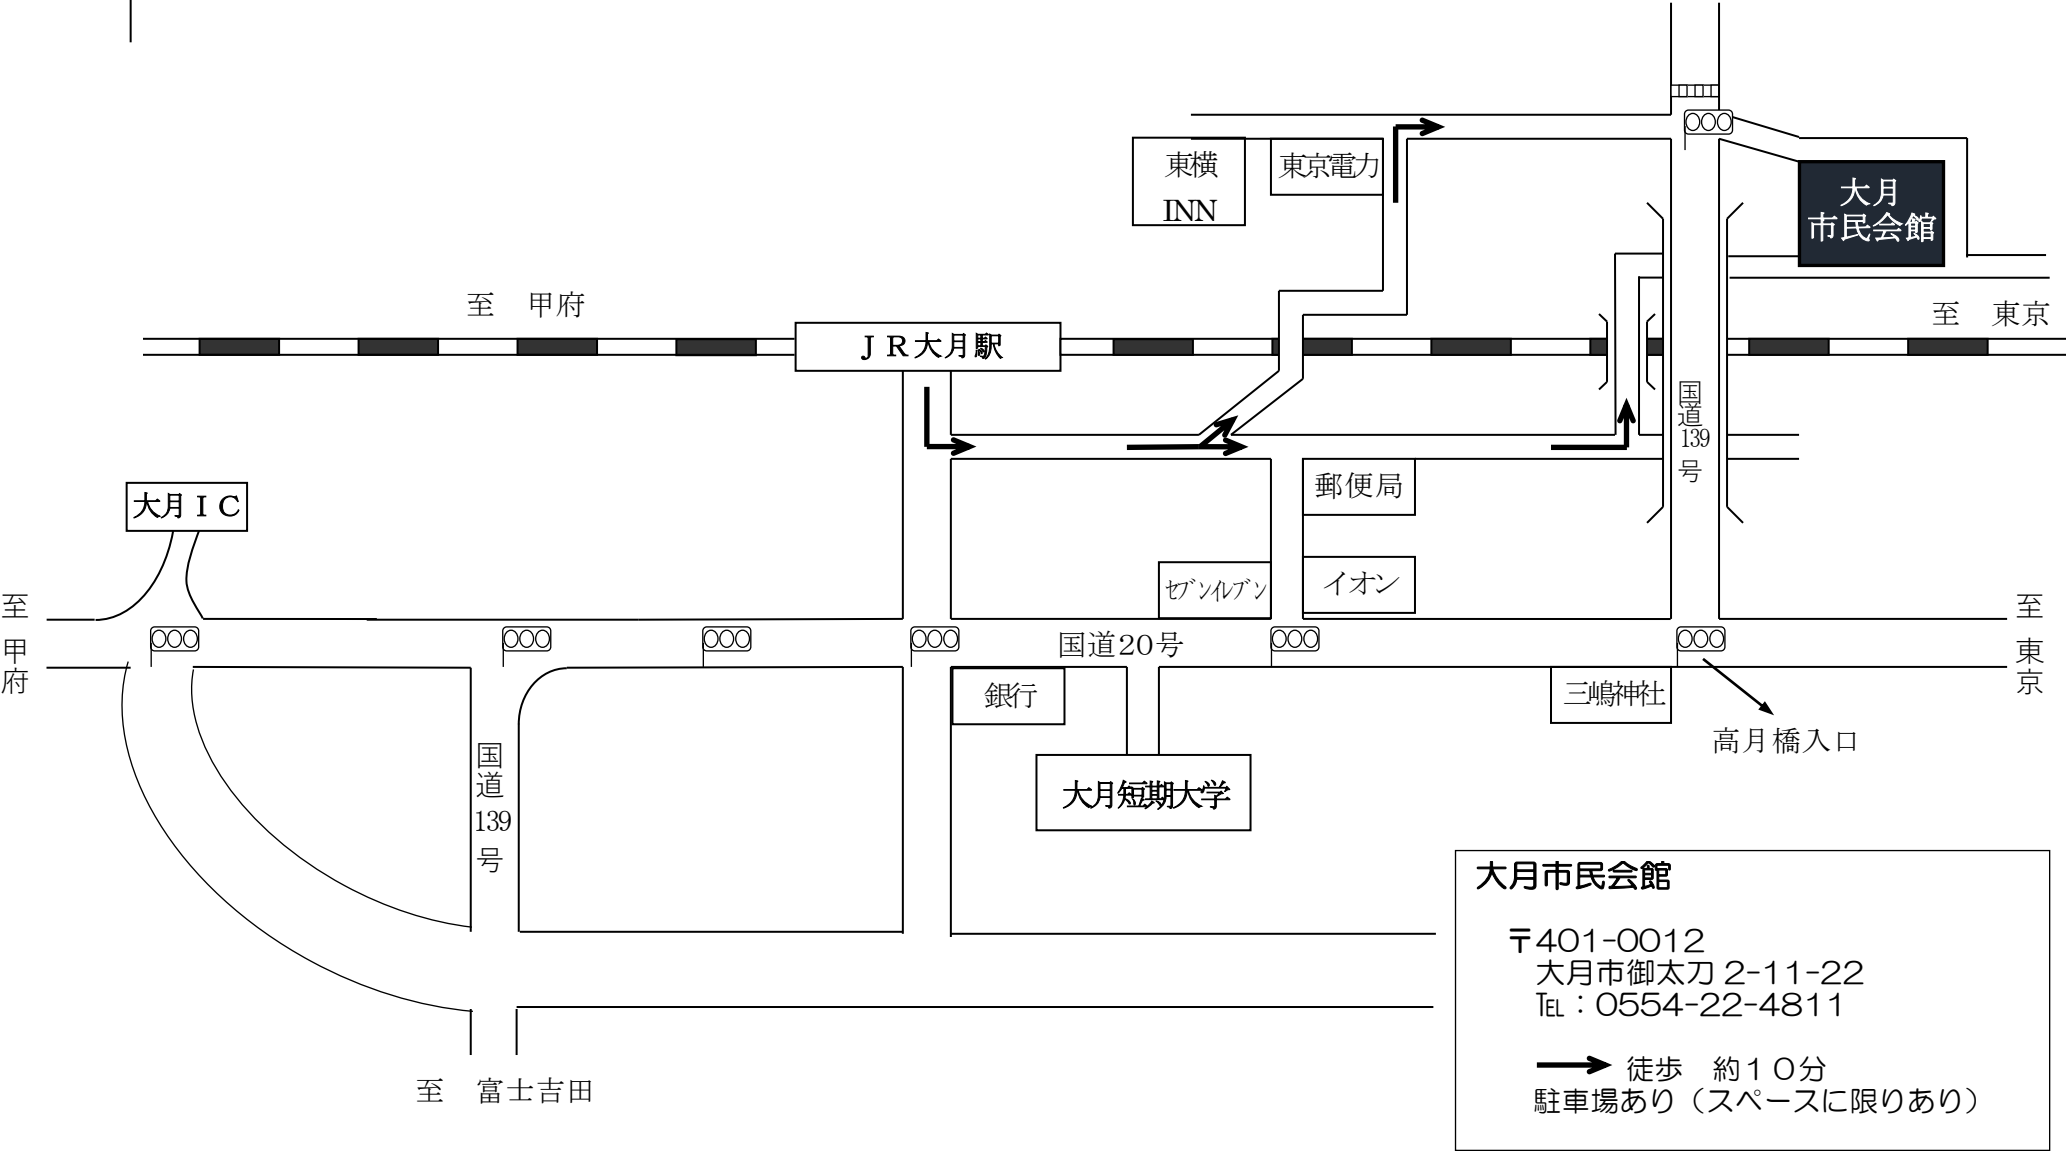 東横
INN
東京電力
大月
市民会館
至　甲府
至　東京
ＪＲ大月駅
国道139号
郵便局
大月ＩＣ
ｾﾌﾞﾝｲﾚﾌﾞﾝ
イオン
至 甲府
国道20号
至 東京
銀行
三嶋神社
高月橋入口
国道139号
大月短期大学
大月市民会館
〒401-0012
大月市御太刀 2-11-22
℡：0554-22-4811
徒歩　約１０分
駐車場あり（スペースに限りあり）
至　富士吉田